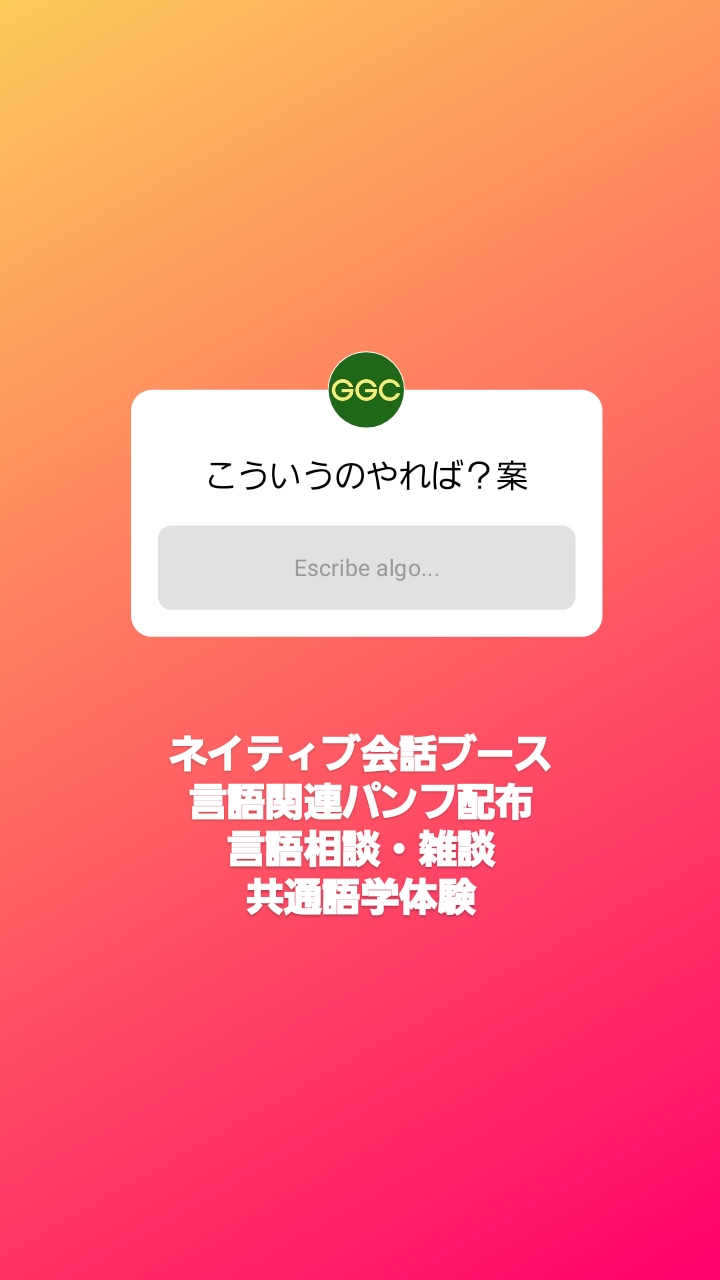 GGC
こういうのやれば？案
Escribe algo...
ネイティブ会話ブース
言語関連パンフ配布
言語相談・雑談
共通語学体験